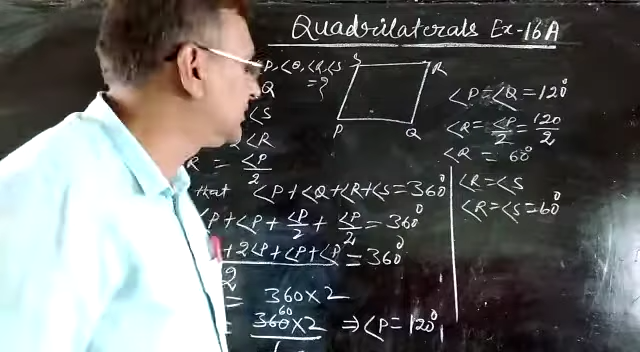 Quadrilaterals Ex-16A
∠P, ∠Q, ∠R, ∠S
= ?
Q
∠S
2∠R
R = ∠P/2
that ∠P + ∠Q + ∠R + ∠S = 360°
∠P + ∠P + ∠P/2 + ∠P/2 = 360°
+ 2∠P + ∠P + ∠P = 360°
2
= 360 × 2
= 360 × 2 ⇒ ∠P = 120°
60
S
R
P
Q
∠P = ∠Q = 120°
∠R = ∠P/2 = 120/2
∠R = 60°
∠R = ∠S
∠R = ∠S = 60°